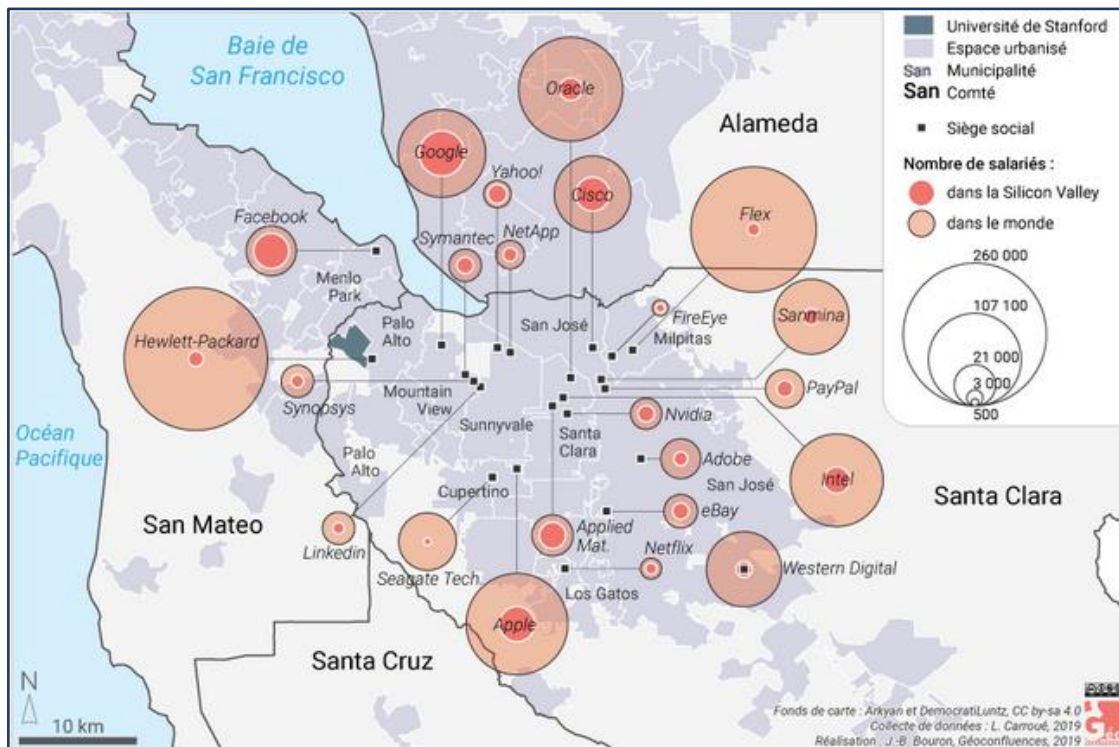 Baie de
San Francisco
Océan
Pacifique
Alameda
San Mateo
Santa Cruz
Santa Clara
Oracle
Google
Yahoo!
Cisco
Flex
Facebook
Symantec
NetApp
Menlo
Park
San José
FireEye
Milpitas
Sanmina
Hewlett-Packard
Palo
Alto
Synopsys
Mountain
View
Sunnyvale
PayPal
Nvidia
Santa
Clara
Palo
Alto
Cupertino
Adobe
San José
Intel
eBay
Linkedin
Seagate Tech.
Applied
Mat.
Netflix
Western Digital
Los Gatos
Apple
Université de Stanford
Espace urbanisé
San Municipalité
San Comté
Siège social
Nombre de salariés :
dans la Silicon Valley
dans le monde
260 000
107 100
21 000
3 000
500
N
10 km
Fonds de carte : Arkyan et DemocratiLuntz, CC by-sa 4.0
Collecte de données : L. Carroué, 2019
Réalisation : J.-B. Bouron, Géoconfluences, 2019
G